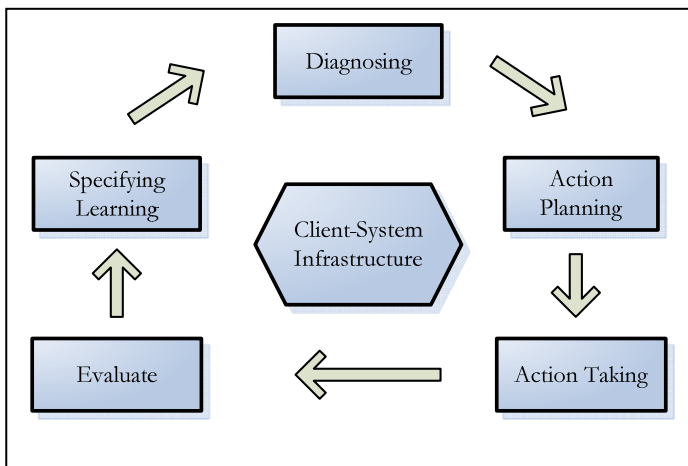 Diagnosing
Specifying
Learning
Action
Planning
Client-System
Infrastructure
Evaluate
Action Taking